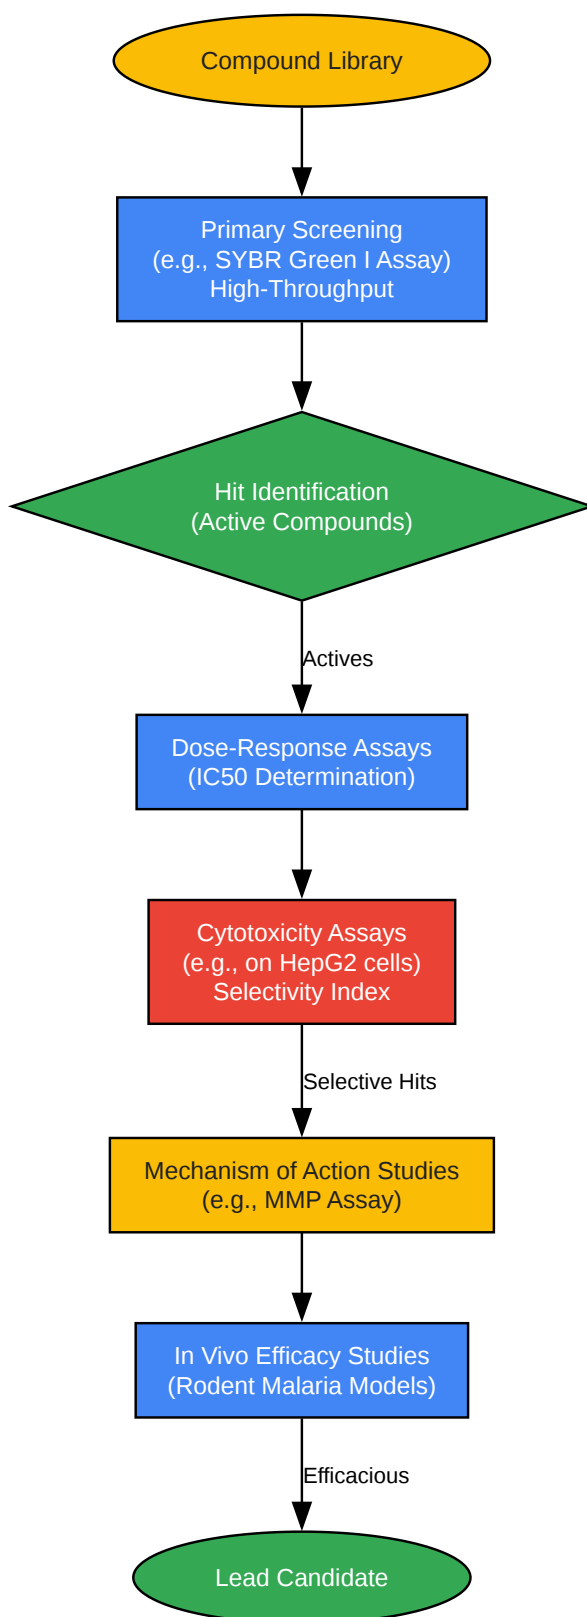 Compound Library
Primary Screening
(e.g., SYBR Green I Assay)
High-Throughput
Hit Identification
(Active Compounds)
Actives
Dose-Response Assays
(IC50 Determination)
Cytotoxicity Assays
(e.g., on HepG2 cells)
Selectivity Index
Selective Hits
Mechanism of Action Studies
(e.g., MMP Assay)
In Vivo Efficacy Studies
(Rodent Malaria Models)
Efficacious
Lead Candidate